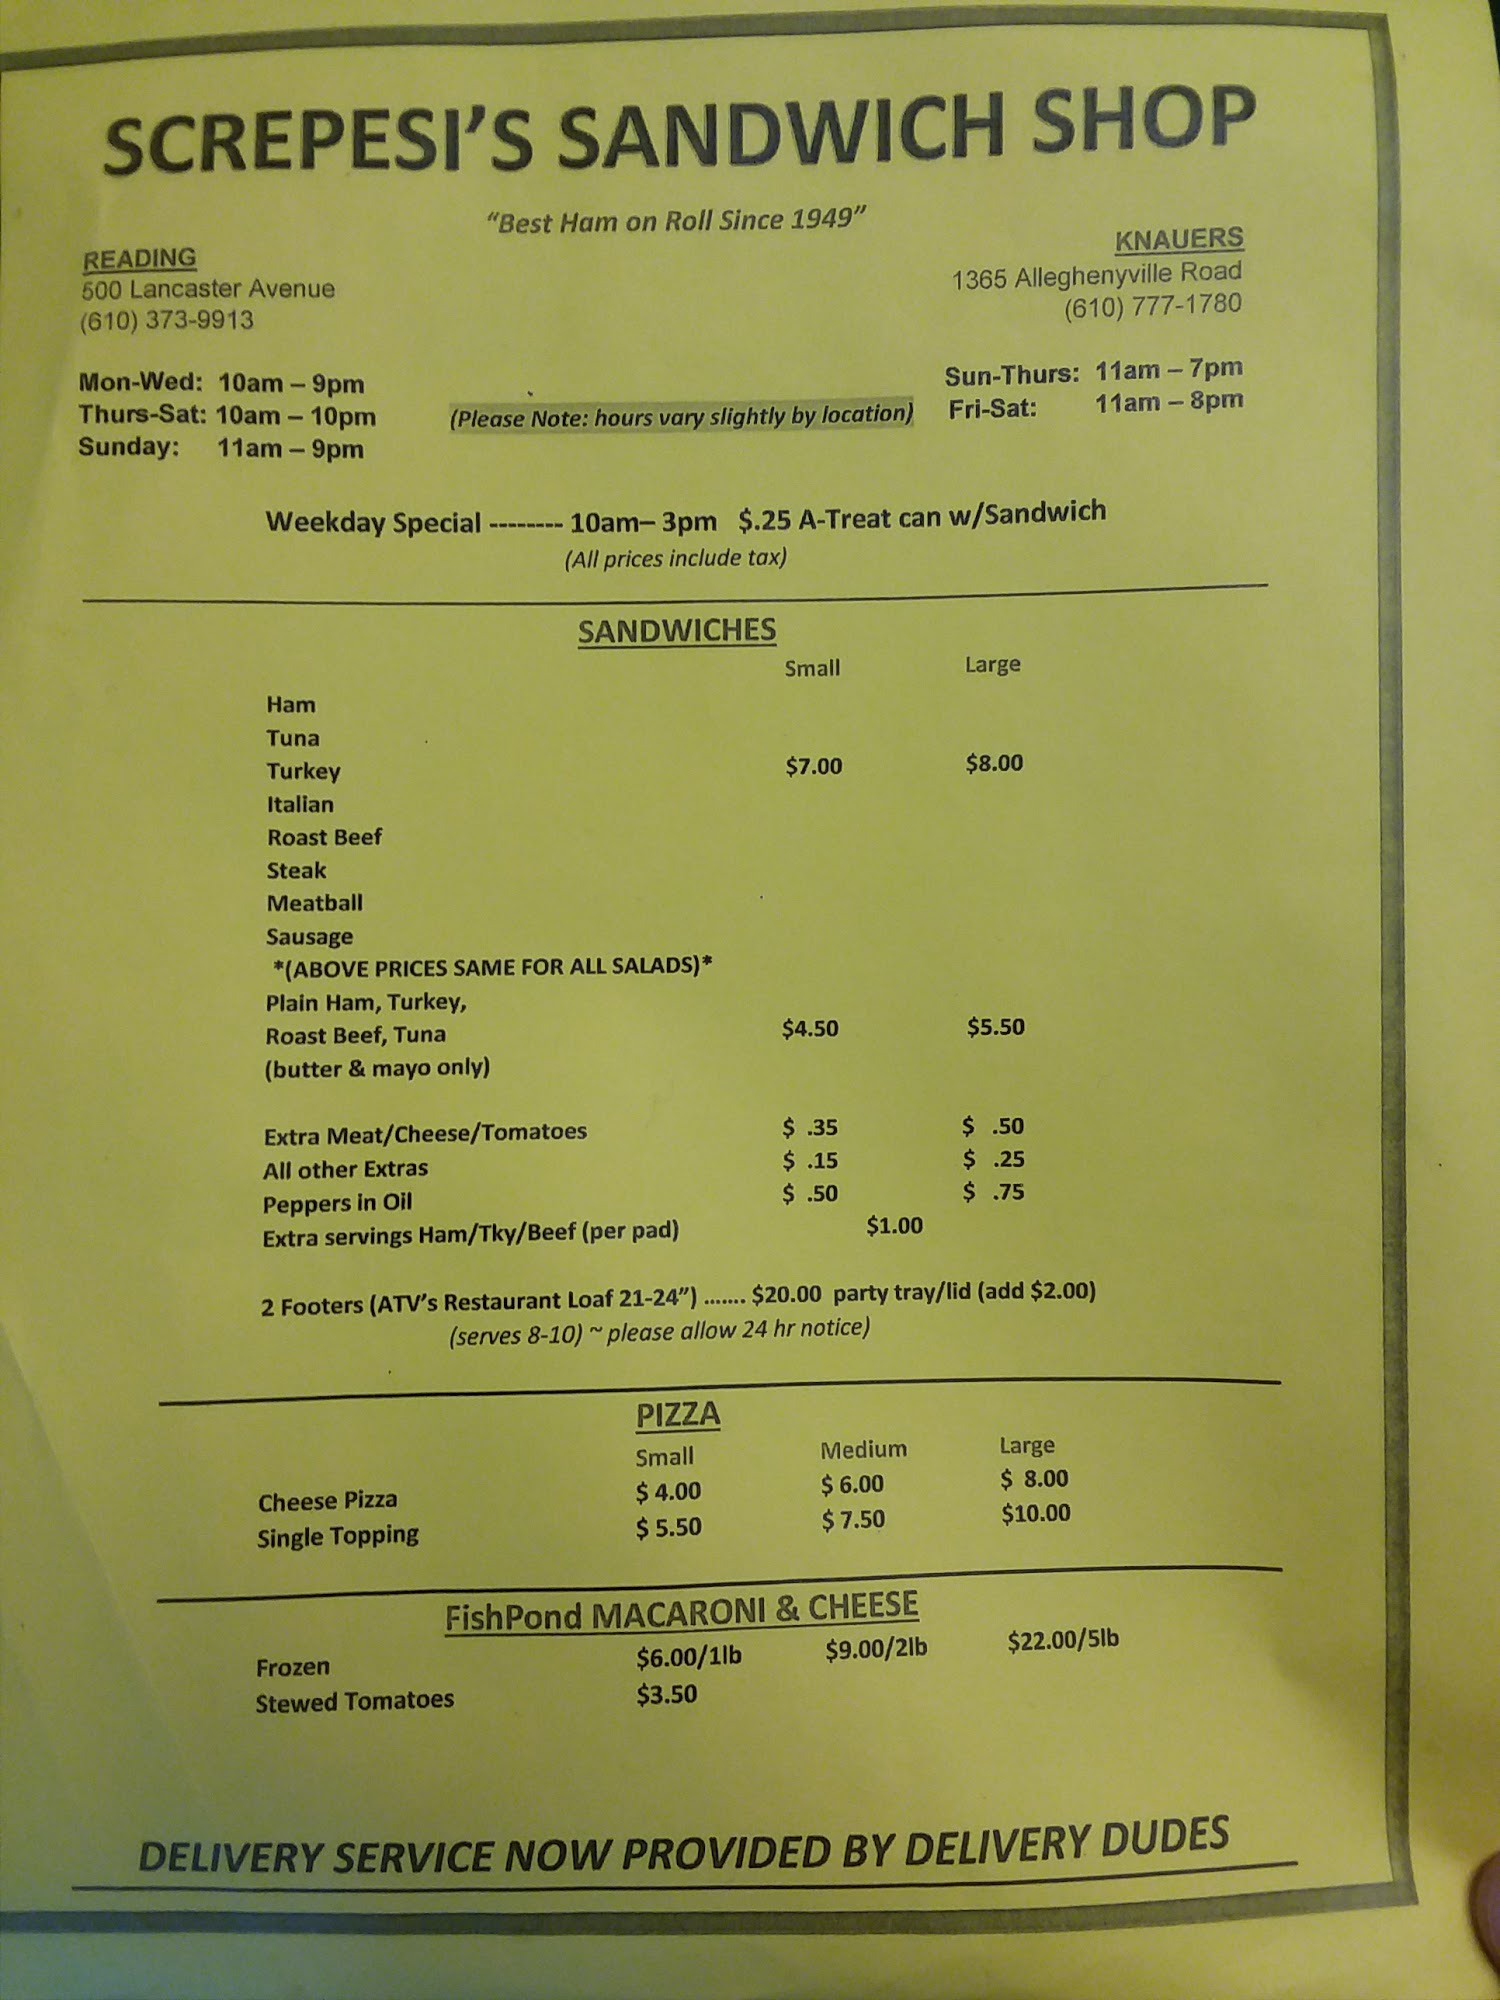 SCREPESI'S SANDWICH SHOP
"Best Ham on Roll Since 1949"
READING
500 Lancaster Avenue
(610) 373-9913
KNAUERS
1365 Alleghenyville Road
(610) 777-1780
Mon-Wed: 10am – 9pm
Thurs-Sat: 10am – 10pm
Sunday: 11am – 9pm
(Please Note: hours vary slightly by location)
Sun-Thurs: 11am – 7pm
Fri-Sat: 11am – 8pm
Weekday Special -------- 10am– 3pm $.25 A-Treat can w/Sandwich
(All prices include tax)
SANDWICHES
Small Large
Ham
Tuna
Turkey $7.00 $8.00
Italian
Roast Beef
Steak
Meatball
Sausage
*(ABOVE PRICES SAME FOR ALL SALADS)*
Plain Ham, Turkey,
Roast Beef, Tuna $4.50 $5.50
(butter & mayo only)
Extra Meat/Cheese/Tomatoes $ .35 $ .50
All other Extras $ .15 $ .25
Peppers in Oil $ .50 $ .75
Extra servings Ham/Tky/Beef (per pad) $1.00
2 Footers (ATV's Restaurant Loaf 21-24") ....... $20.00 party tray/lid (add $2.00)
(serves 8-10) ~ please allow 24 hr notice)
PIZZA
Small Medium Large
Cheese Pizza $ 4.00 $ 6.00 $ 8.00
Single Topping $ 5.50 $ 7.50 $10.00
FishPond MACARONI & CHEESE
Frozen $6.00/1lb $9.00/2lb $22.00/5lb
Stewed Tomatoes $3.50
DELIVERY SERVICE NOW PROVIDED BY DELIVERY DUDES